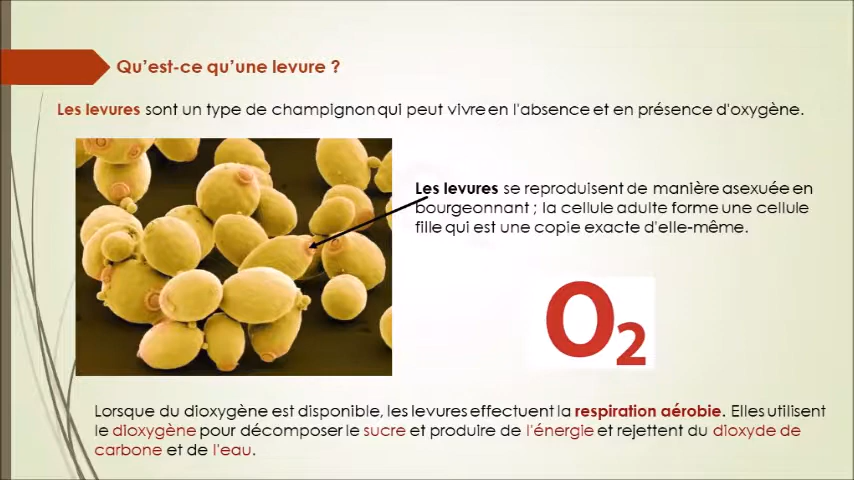 Qu'est-ce qu'une levure ?
Les levures sont un type de champignon qui peut vivre en l'absence et en présence d'oxygène.
Les levures se reproduisent de manière asexuée en
bourgeonnant ; la cellule adulte forme une cellule
fille qui est une copie exacte d'elle-même.
O2
Lorsque du dioxygène est disponible, les levures effectuent la respiration aérobie. Elles utilisent
le dioxygène pour décomposer le sucre et produire de l'énergie et rejettent du dioxyde de
carbone et de l'eau.